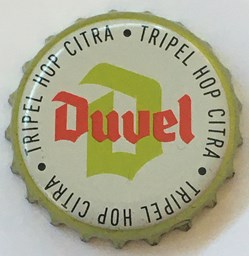 TRIPEL HOP CITRA • TRIPEL HOP CITRA • TRIPEL HOP CITRA •
D
Duvel